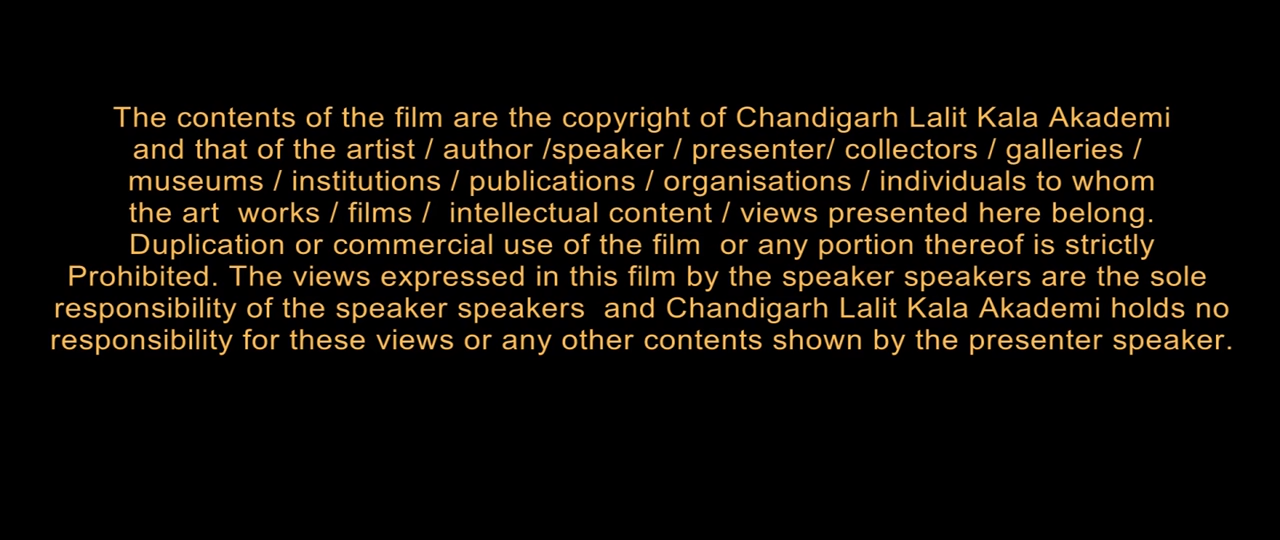 The contents of the film are the copyright of Chandigarh Lalit Kala Akademi
and that of the artist / author /speaker / presenter/ collectors / galleries /
museums / institutions / publications / organisations / individuals to whom
the art  works / films /  intellectual content / views presented here belong.
Duplication or commercial use of the film  or any portion thereof is strictly
Prohibited. The views expressed in this film by the speaker speakers are the sole
responsibility of the speaker speakers  and Chandigarh Lalit Kala Akademi holds no
responsibility for these views or any other contents shown by the presenter speaker.